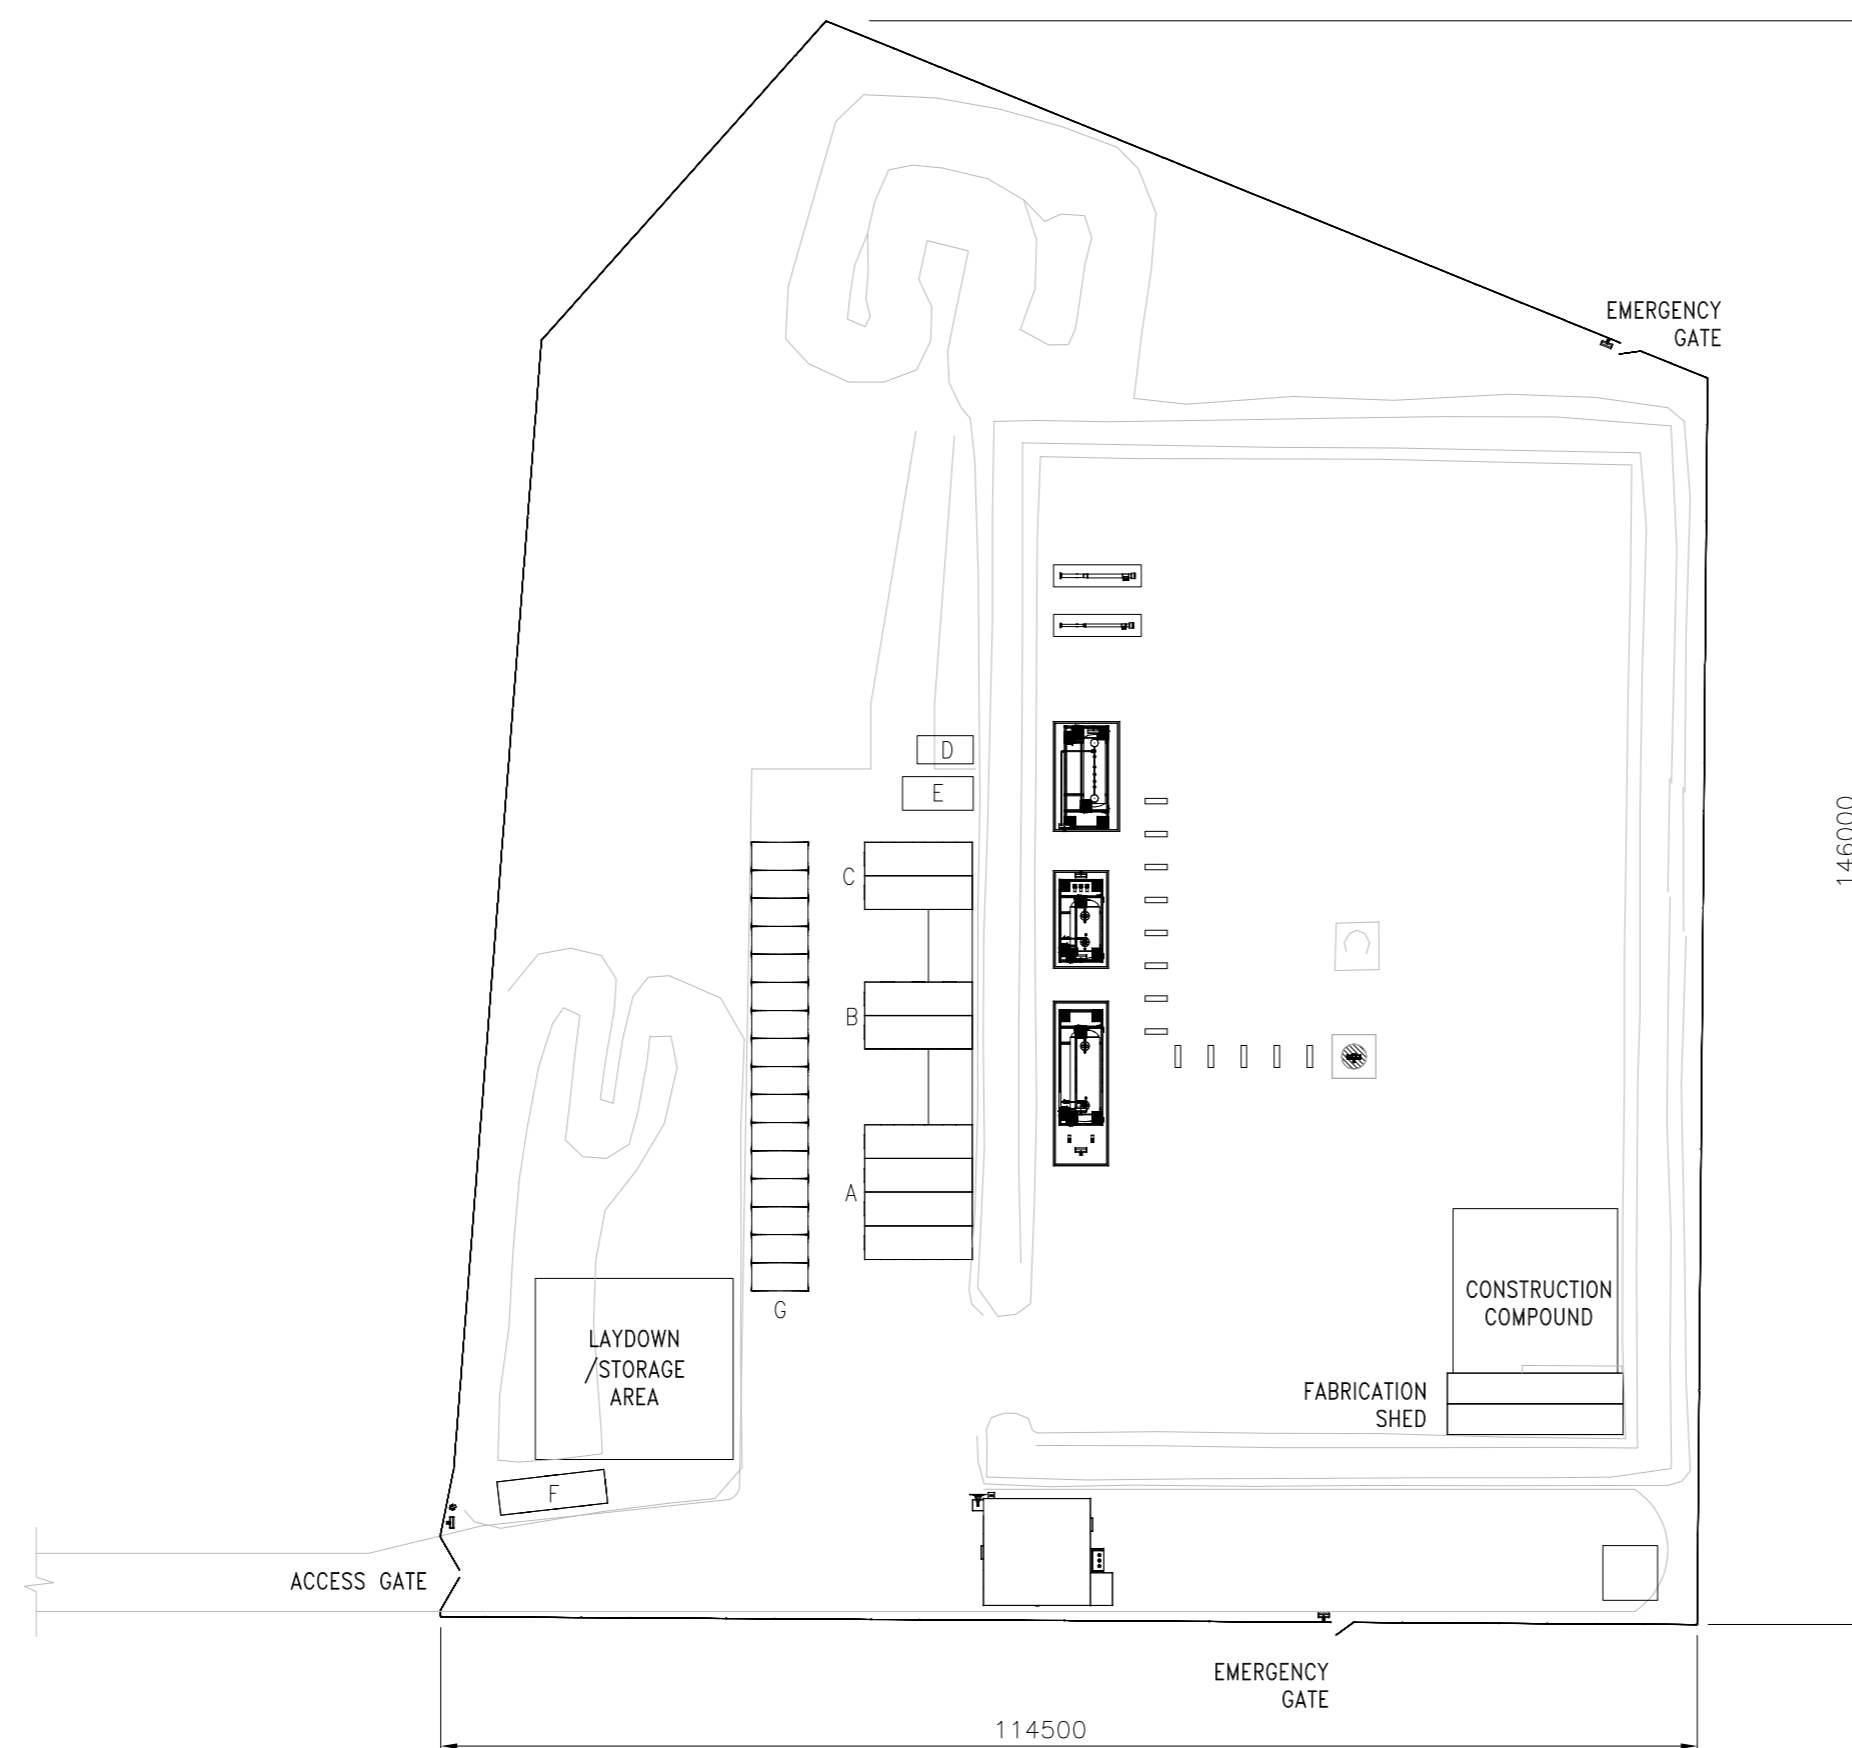 EMERGENCY
GATE
146000
D
E
C
B
A
G
CONSTRUCTION
COMPOUND
LAYDOWN
/STORAGE
AREA
FABRICATION
SHED
F
ACCESS GATE
EMERGENCY
GATE
114500